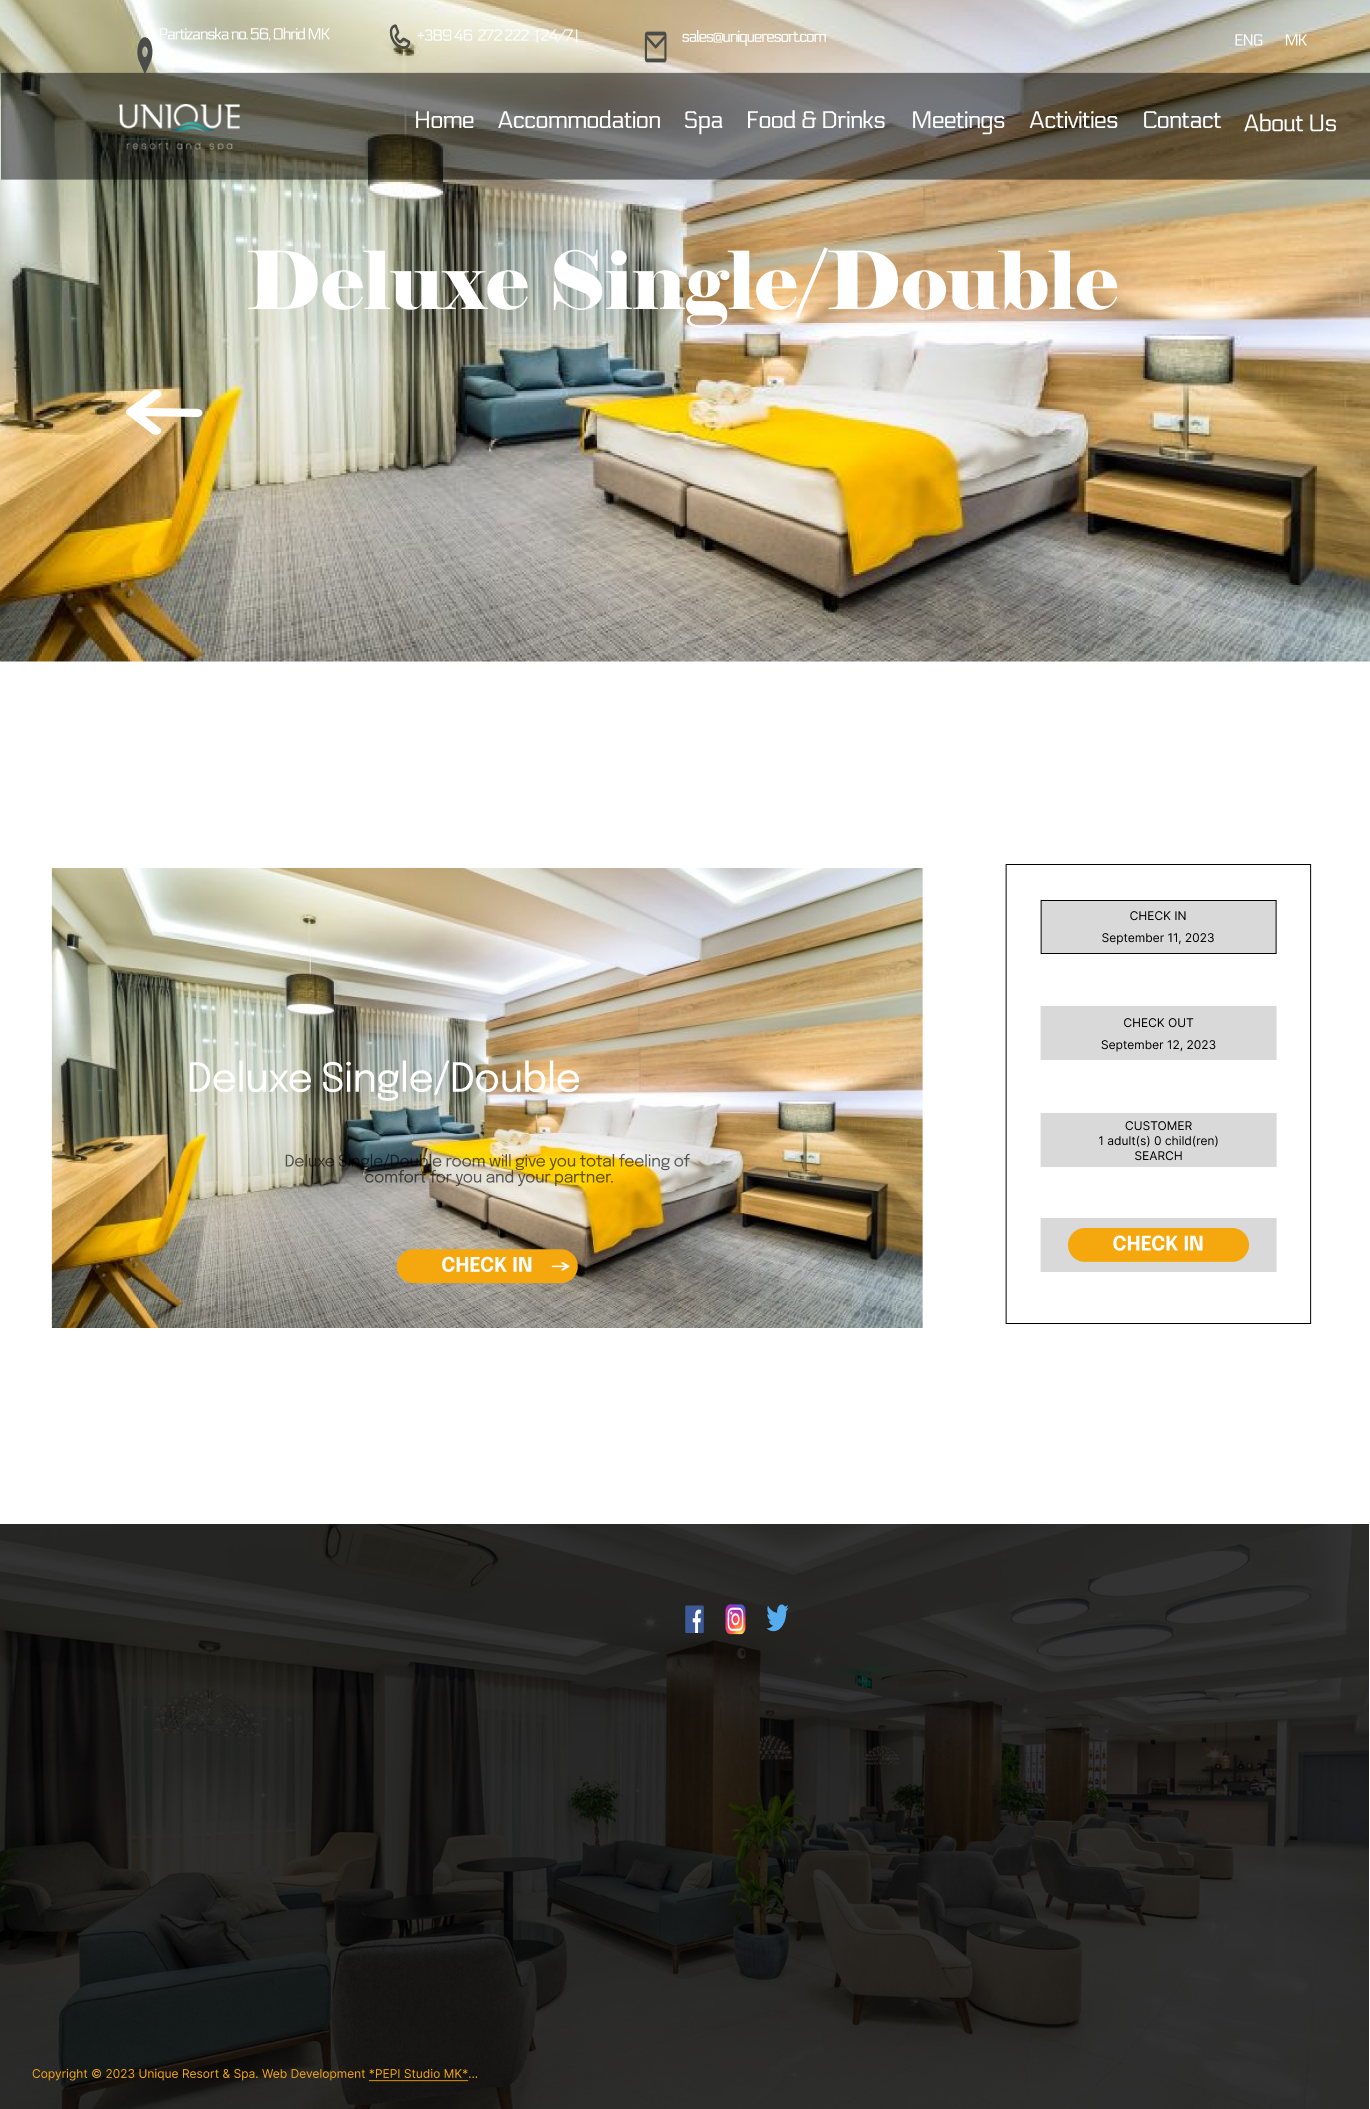 Partizanska no. 56, Ohrid MK
+389 46 272 222 [24/7]
sales@uniqueresort.com
ENG MK
UNIQUE
resort and spa
Home Accommodation Spa Food & Drinks Meetings Activities Contact About Us
Deluxe Single/Double
Deluxe Single/Double
Deluxe Single/Double room will give you total feeling of
comfort for you and your partner.
CHECK IN
CHECK IN
September 11, 2023
CHECK OUT
September 12, 2023
CUSTOMER
1 adult(s) 0 child(ren)
SEARCH
CHECK IN
Copyright © 2023 Unique Resort & Spa. Web Development *PEPI Studio MK*...